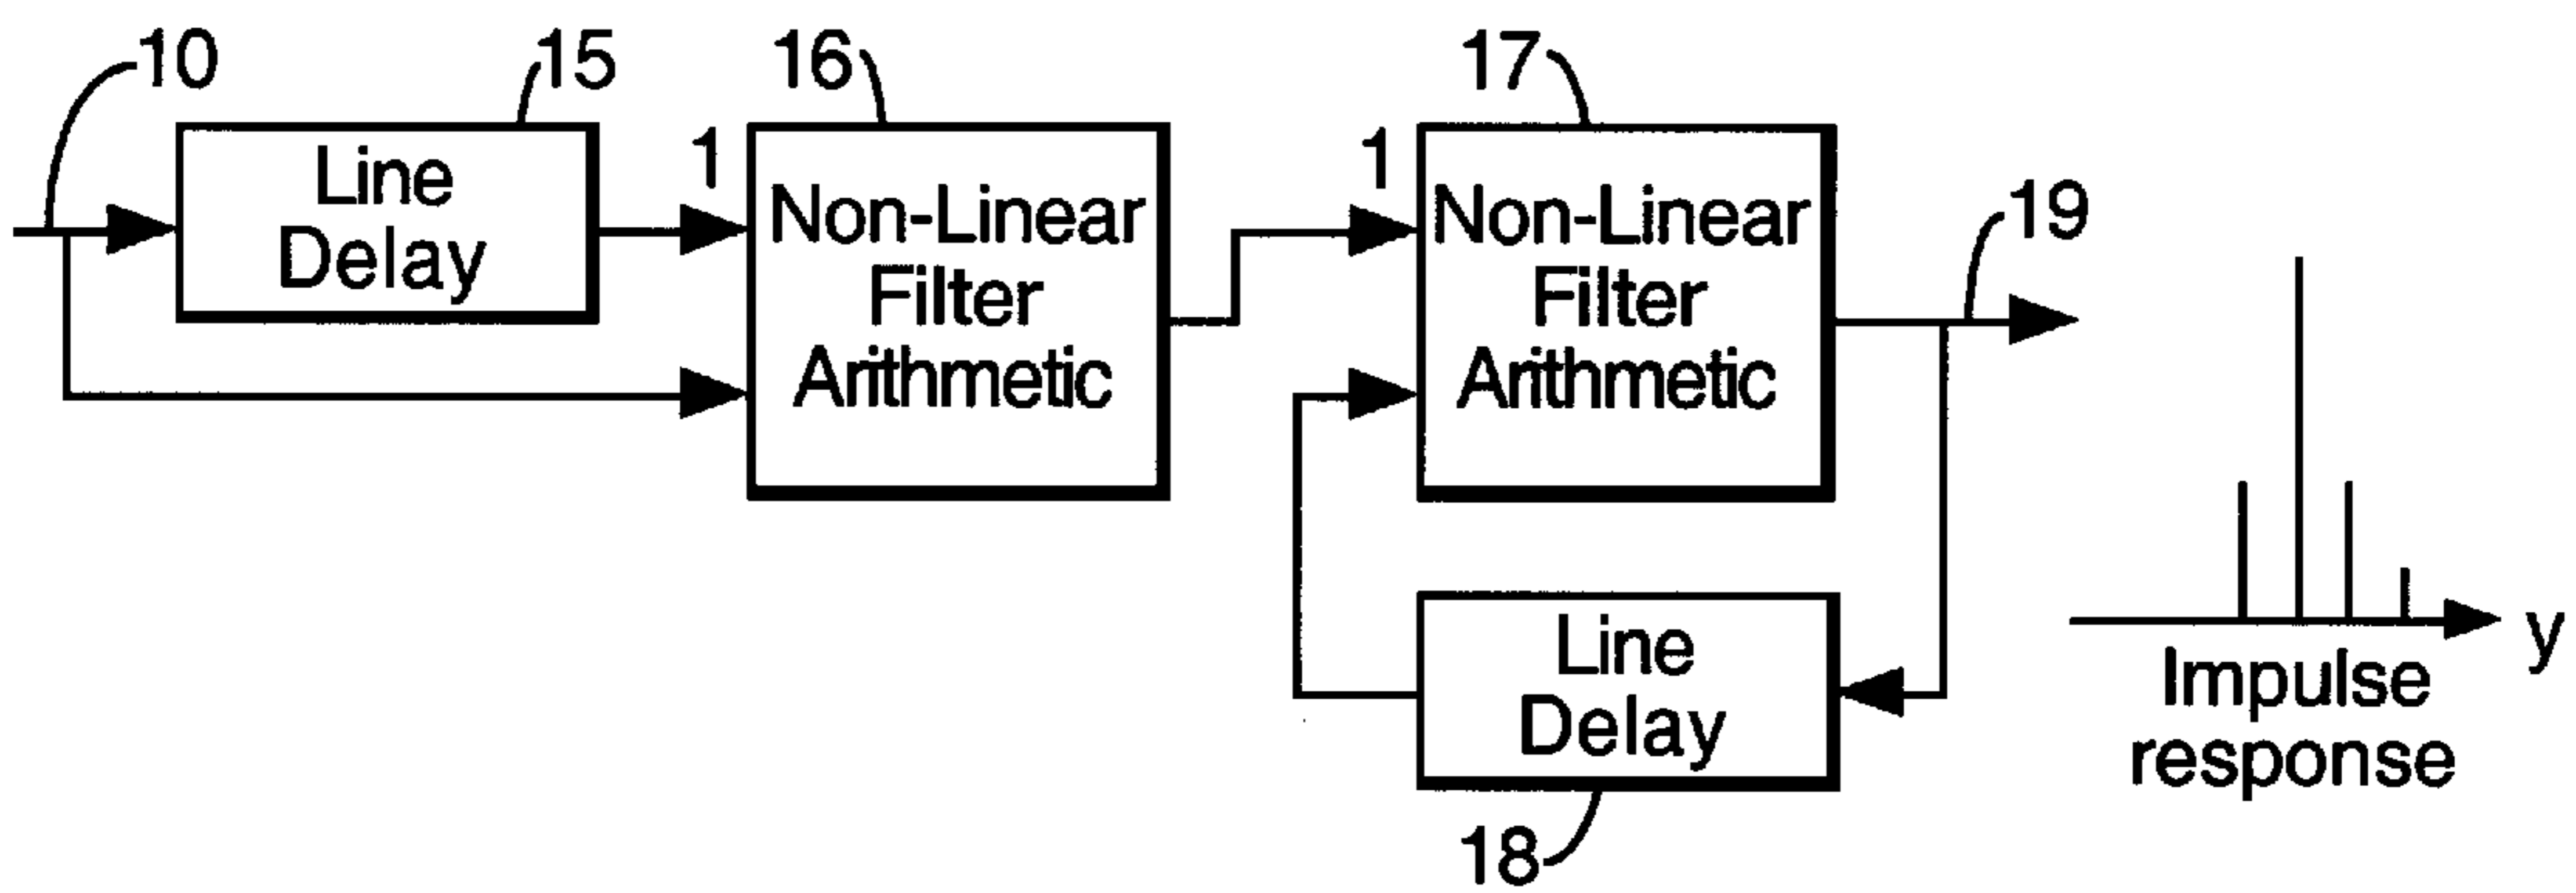 10
15
16
17
Line
Delay
1
Non-Linear
Filter
Arithmetic
1
Non-Linear
Filter
Arithmetic
19
Line
Delay
18
y
Impulse
response